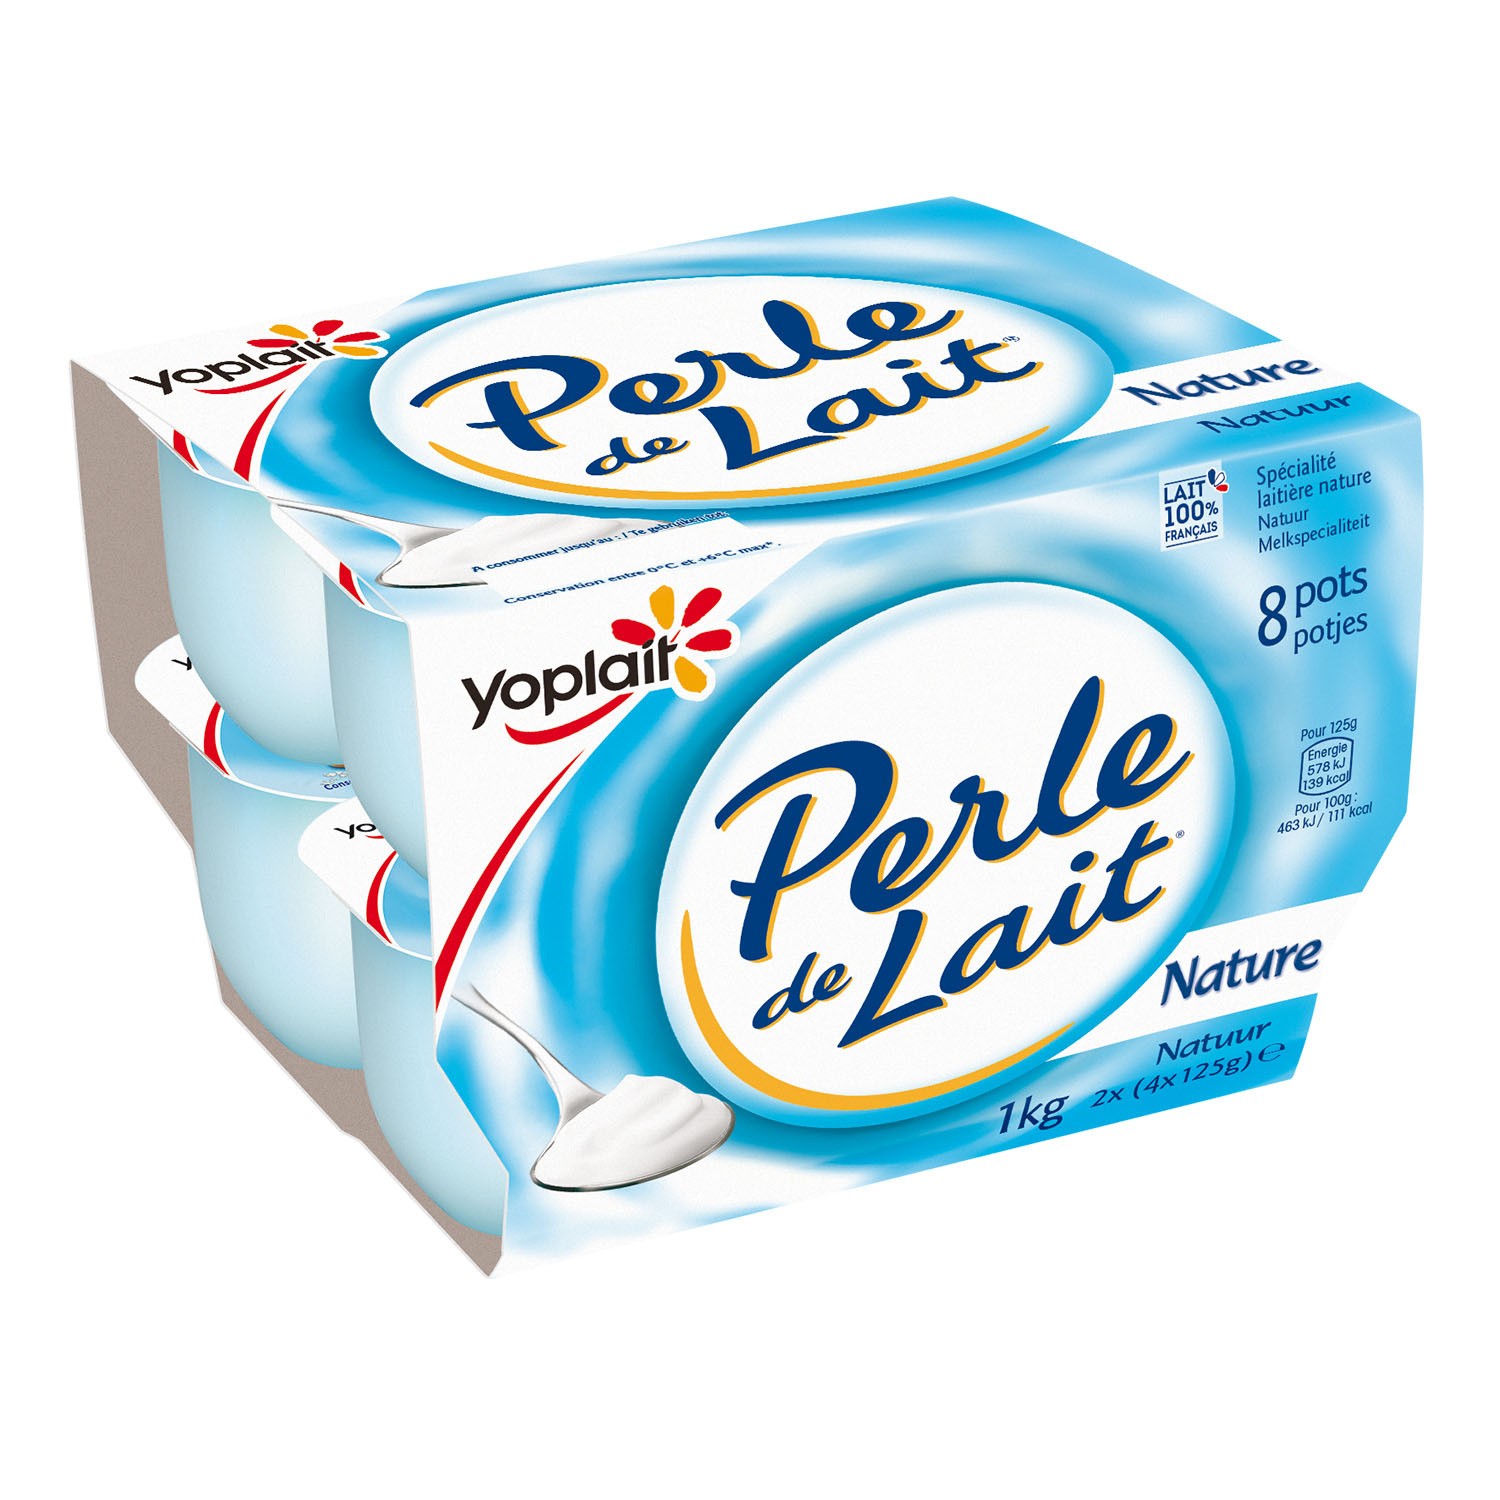 yoplait
Perle
de Lait
Nature
Natuur
A consommer jusqu'au : / Te gebruiken tot
Conservation entre 0°C et +6°C max*.
LAIT
100%
FRANÇAIS
Spécialité
laitière nature
Natuur
Melkspecialiteit
8 pots
potjes
yoplait
Perle
de Lait®
Pour 125g
Energie
578 kJ
139 kcal
Pour 100g :
463 kJ / 111 kcal
Nature
Natuur
1kg 2x (4x125g) ℮
Yo
Cons